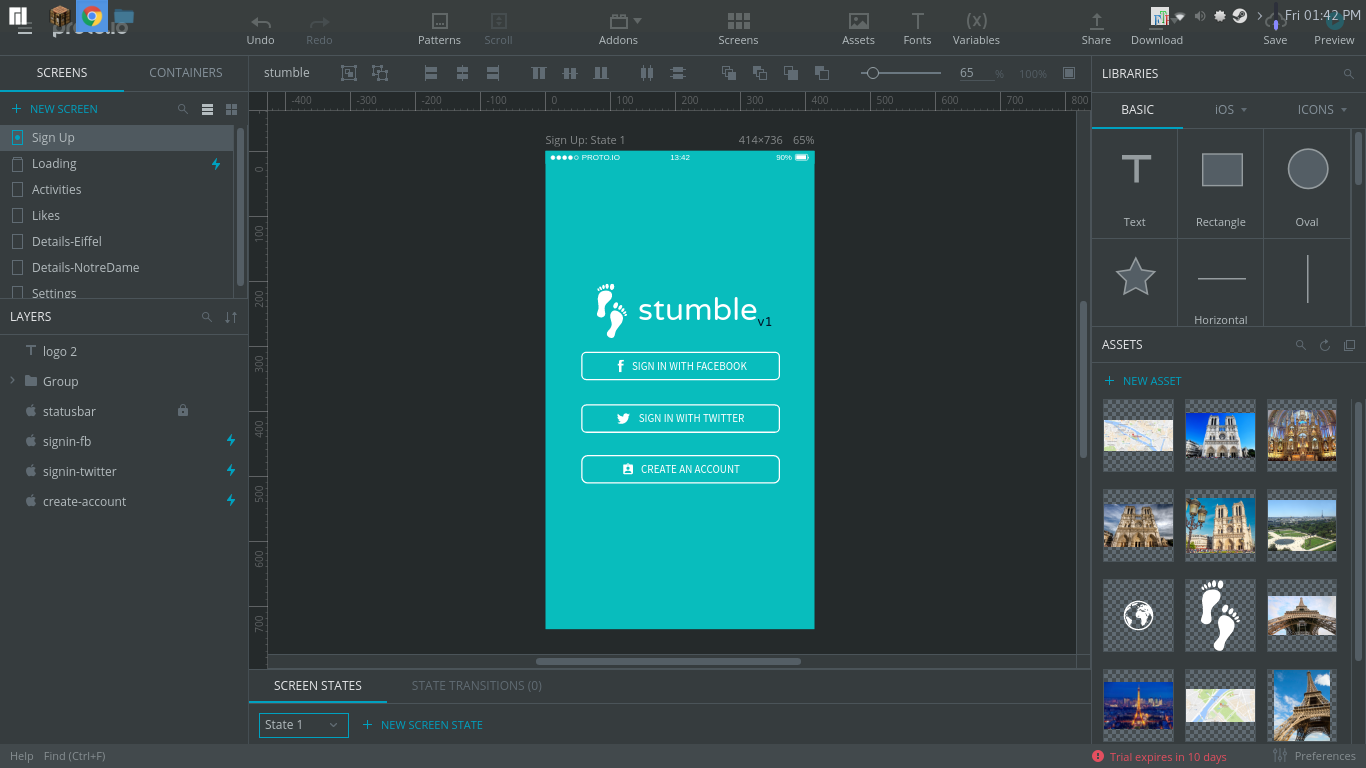 proto.io
Undo
Redo
Patterns
Scroll
Addons
Screens
Assets
Fonts
(x)
Variables
Share
Download
Save
Preview
Fri 01:42 PM
SCREENS
CONTAINERS
stumble
65 %
100%
LIBRARIES
+ NEW SCREEN
-400
-300
-200
-100
0
100
200
300
400
500
600
700
800
BASIC
iOS
ICONS
Sign Up
Loading
Activities
Likes
Details-Eiffel
Details-NotreDame
Settings
LAYERS
logo 2
Group
statusbar
signin-fb
signin-twitter
create-account
0
100
200
300
400
500
600
700
Sign Up: State 1
414×736 65%
PROTO.IO
13:42
90%
stumble
v1
SIGN IN WITH FACEBOOK
SIGN IN WITH TWITTER
CREATE AN ACCOUNT
Text
Rectangle
Oval
Horizontal
ASSETS
+ NEW ASSET
SCREEN STATES
STATE TRANSITIONS (0)
State 1
+ NEW SCREEN STATE
Help
Find (Ctrl+F)
Trial expires in 10 days
Preferences